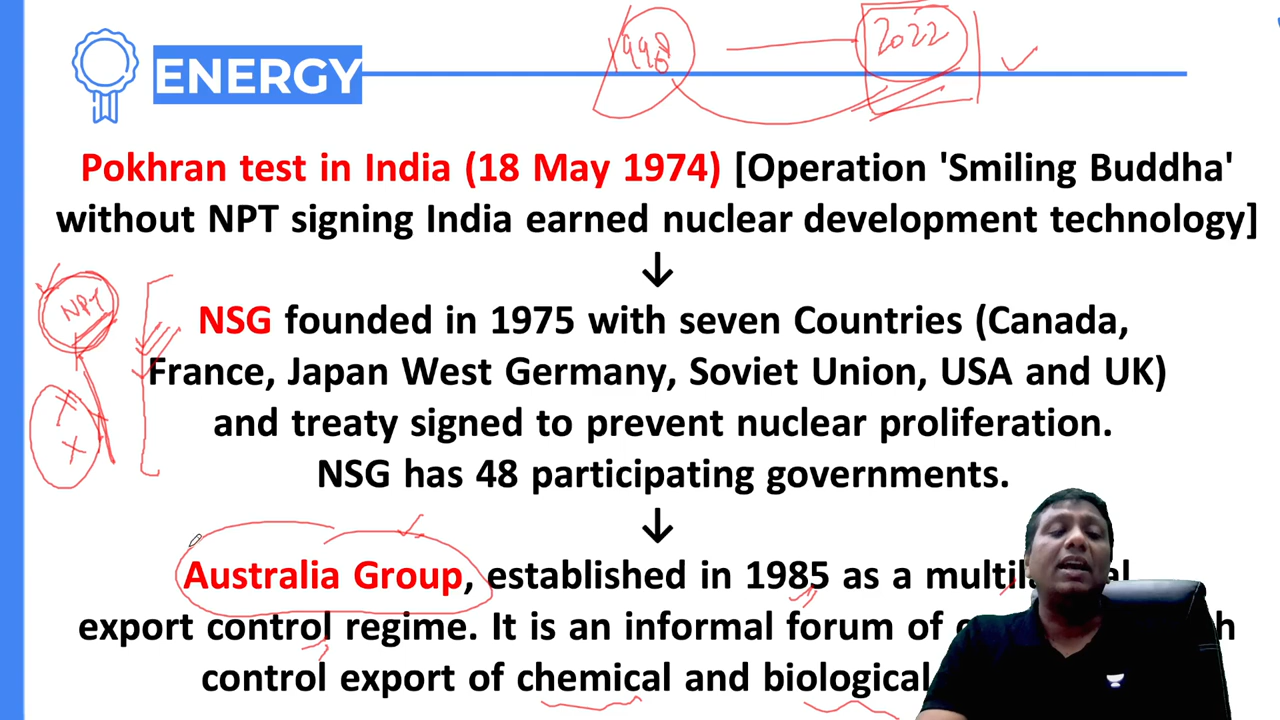 1998
2022
ENERGY
Pokhran test in India (18 May 1974) [Operation 'Smiling Buddha'
without NPT signing India earned nuclear development technology]
NPT
NSG founded in 1975 with seven Countries (Canada,
France, Japan West Germany, Soviet Union, USA and UK)
and treaty signed to prevent nuclear proliferation.
NSG has 48 participating governments.
Australia Group, established in 1985 as a
export control regime. It is an informal forum of
control export of chemical and biological